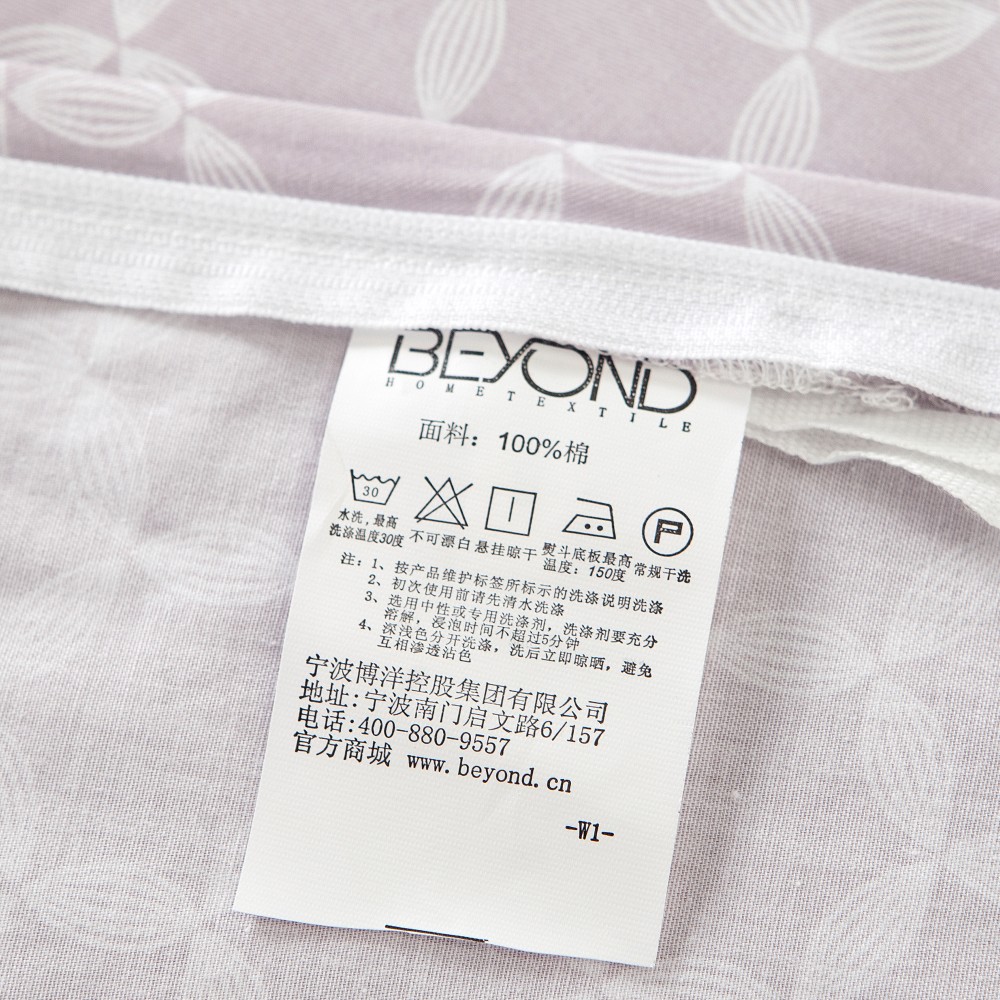 BEYOND
HOMETEXTILE
面料：100%棉
30
P
水洗,最高
洗涤温度30度
不可漂白
悬挂晾干
熨斗底板最高
温度：150度
常规干洗
注：1、按产品维护标签所标示的洗涤说明洗涤
2、初次使用前请先清水洗涤
3、选用中性或专用洗涤剂，洗涤剂要充分
溶解，浸泡时间不超过5分钟
4、深浅色分开洗涤，洗后立即晾晒，避免
互相渗透沾色
宁波博洋控股集团有限公司
地址:宁波南门启文路6/157
电话:400-880-9557
官方商城 www.beyond.cn
-W1-